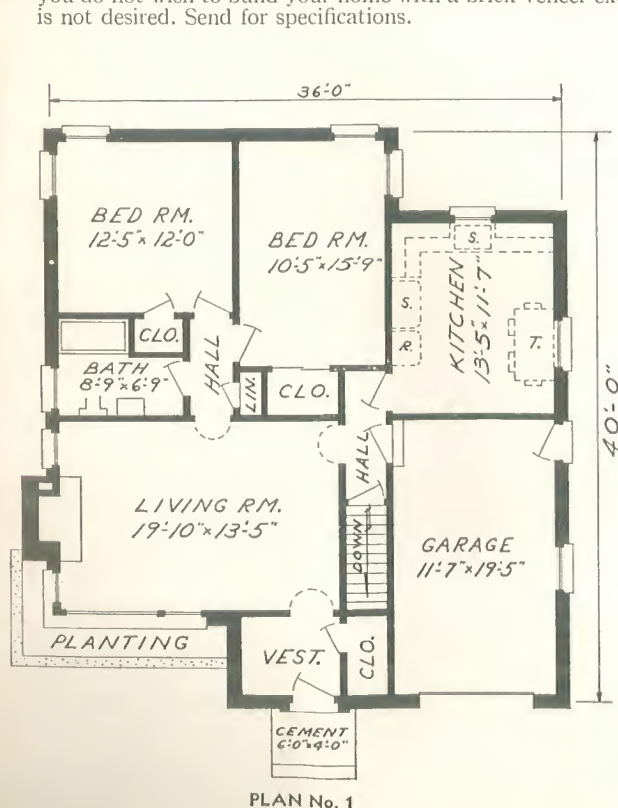 you do not wish to build your home with a brick veneer
is not desired. Send for specifications.
36'-0"
BED RM.
12'-5" x 12'-0"
BED RM.
10'-5" x 15'-9"
S.
S.
R.
KITCHEN
13'-5" x 11'-7"
T.
CLO.
HALL
BATH
8'-9" x 6'-9"
LIN.
CLO.
40'-0"
HALL
LIVING RM.
19'-10" x 13'-5"
DOWN
GARAGE
11'-7" x 19'-5"
PLANTING
VEST.
CLO.
CEMENT
6'-0" x 4'-0"
PLAN No. 1